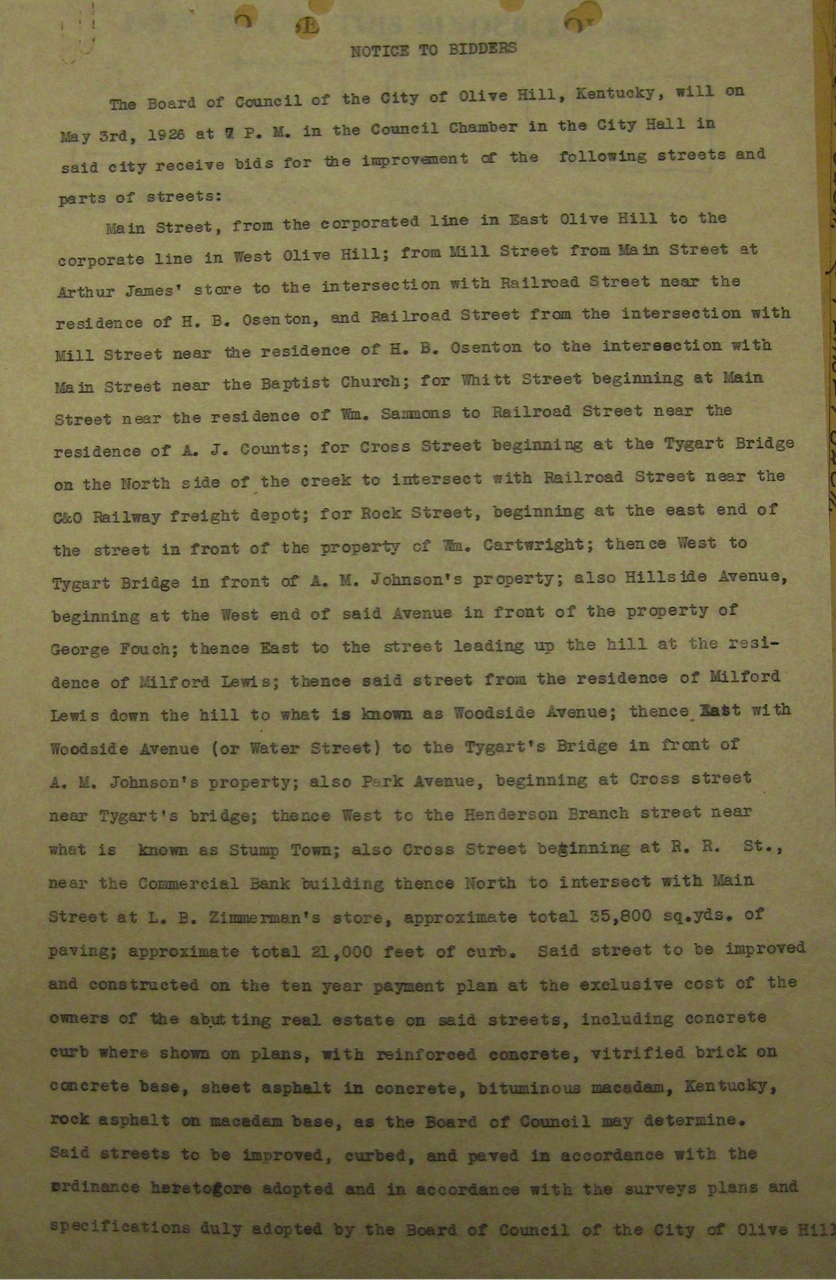 NOTICE TO BIDDERS
The Board of Council of the City of Olive Hill, Kentucky, will on
May 3rd, 1926 at 7 P. M. in the Council Chamber in the City Hall in
said city receive bids for the improvement of the following streets and
parts of streets:
Main Street, from the corporated line in East Olive Hill to the
corporate line in West Olive Hill; from Mill Street from Main Street at
Arthur James' store to the intersection with Railroad Street near the
residence of H. B. Osenton, and Railroad Street from the intersection with
Mill Street near the residence of H. B. Osenton to the intersection with
Main Street near the Baptist Church; for Whitt Street beginning at Main
Street near the residence of Wm. Sammons to Railroad Street near the
residence of A. J. Counts; for Cross Street beginning at the Tygart Bridge
on the North side of the creek to intersect with Railroad Street near the
C&O Railway freight depot; for Rock Street, beginning at the east end of
the street in front of the property of Wm. Cartwright; thence West to
Tygart Bridge in front of A. M. Johnson's property; also Hillside Avenue,
beginning at the West end of said Avenue in front of the property of
George Fouch; thence East to the street leading up the hill at the resi-
dence of Milford Lewis; thence said street from the residence of Milford
Lewis down the hill to what is known as Woodside Avenue; thence East with
Woodside Avenue (or Water Street) to the Tygart's Bridge in front of
A. M. Johnson's property; also Park Avenue, beginning at Cross street
near Tygart's bridge; thence West to the Henderson Branch street near
what is known as Stump Town; also Cross Street beginning at R. R. St.,
near the Commercial Bank building thence North to intersect with Main
Street at L. B. Zimmerman's store, approximate total 35,800 sq.yds. of
paving; approximate total 21,000 feet of curb. Said street to be improved
and constructed on the ten year payment plan at the exclusive cost of the
owners of the abutting real estate on said streets, including concrete
curb where shown on plans, with reinforced concrete, vitrified brick on
concrete base, sheet asphalt in concrete, bituminous macadam, Kentucky,
rock asphalt on macadam base, as the Board of Council may determine.
Said streets to be improved, curbed, and paved in accordance with the
ordinance heretogore adopted and in accordance with the surveys plans and
specifications duly adopted by the Board of Council of the City of Olive Hill